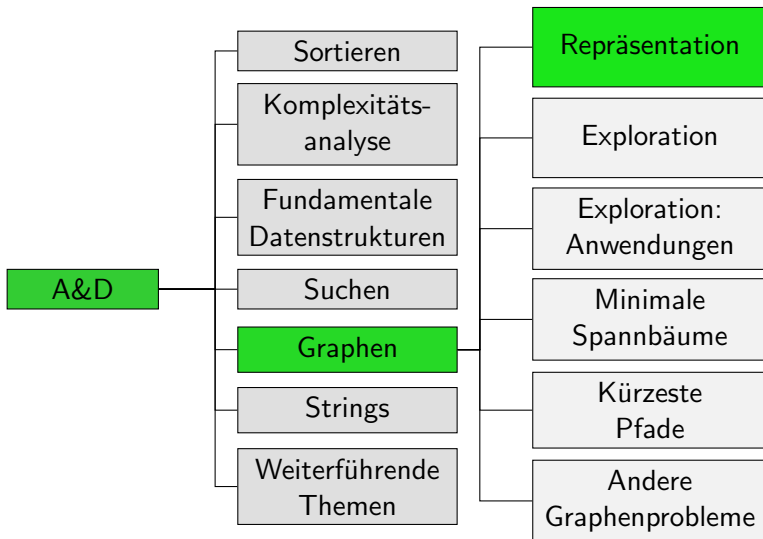 A&D
Sortieren
Komplexitäts-
analyse
Fundamentale
Datenstrukturen
Suchen
Graphen
Strings
Weiterführende
Themen
Repräsentation
Exploration
Exploration:
Anwendungen
Minimale
Spannbäume
Kürzeste
Pfade
Andere
Graphenprobleme